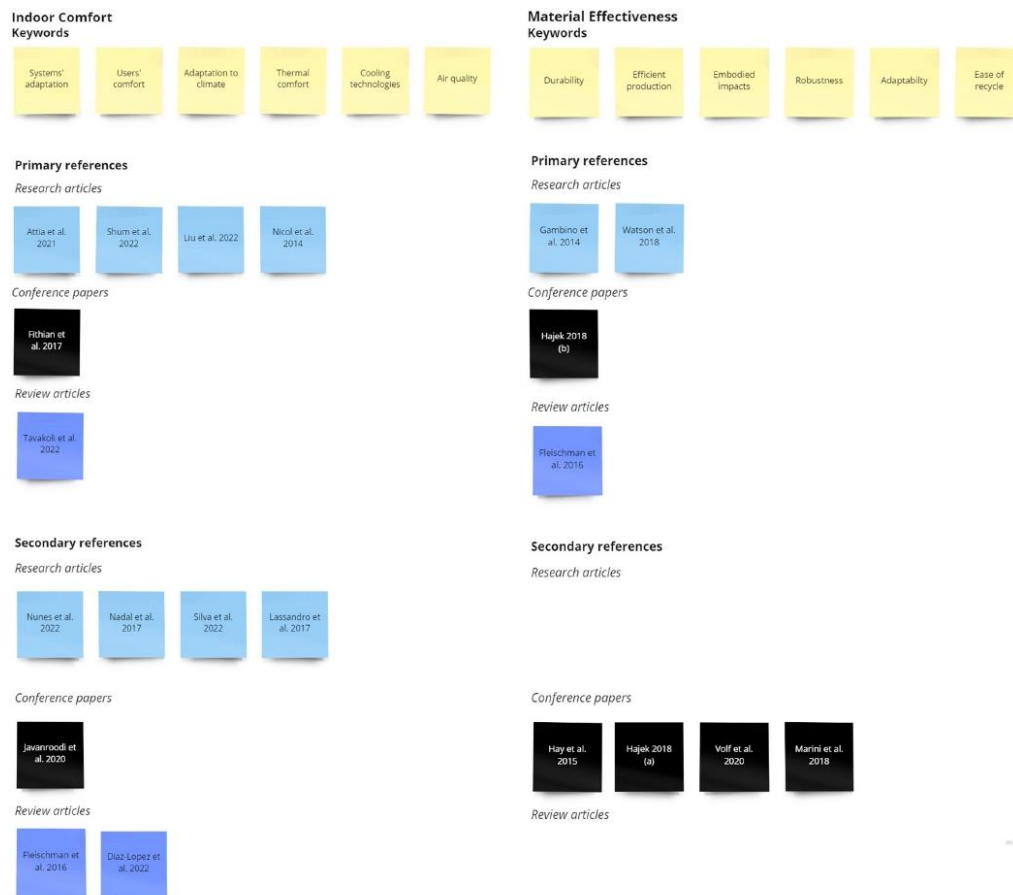 Indoor Comfort
Keywords
Systems'
adaptation
Users'
comfort
Adaptation to
climate
Thermal
comfort
Cooling
technologies
Air quality
Primary references
Research articles
Attia et al.
2021
Shum et al.
2022
Liu et al. 2022
Nicol et al.
2014
Conference papers
Fithian et
al. 2017
Review articles
Tavakoli et al.
2022
Secondary references
Research articles
Nunes et al.
2022
Nadal et al.
2017
Silva et al.
2022
Lassandro et
al. 2017
Conference papers
Javanroodi et
al. 2020
Review articles
Fleischman et
al. 2016
Diaz-Lopez et
al. 2022
Material Effectiveness
Keywords
Durability
Efficient
production
Embodied
impacts
Robustness
Adaptabilty
Ease of
recycle
Primary references
Research articles
Gambino et
al. 2014
Watson et al.
2018
Conference papers
Hajek 2018
(b)
Review articles
Fleischman et
al. 2016
Secondary references
Research articles
Conference papers
Hay et al.
2015
Hajek 2018
(a)
Volf et al.
2020
Marini et al.
2018
Review articles